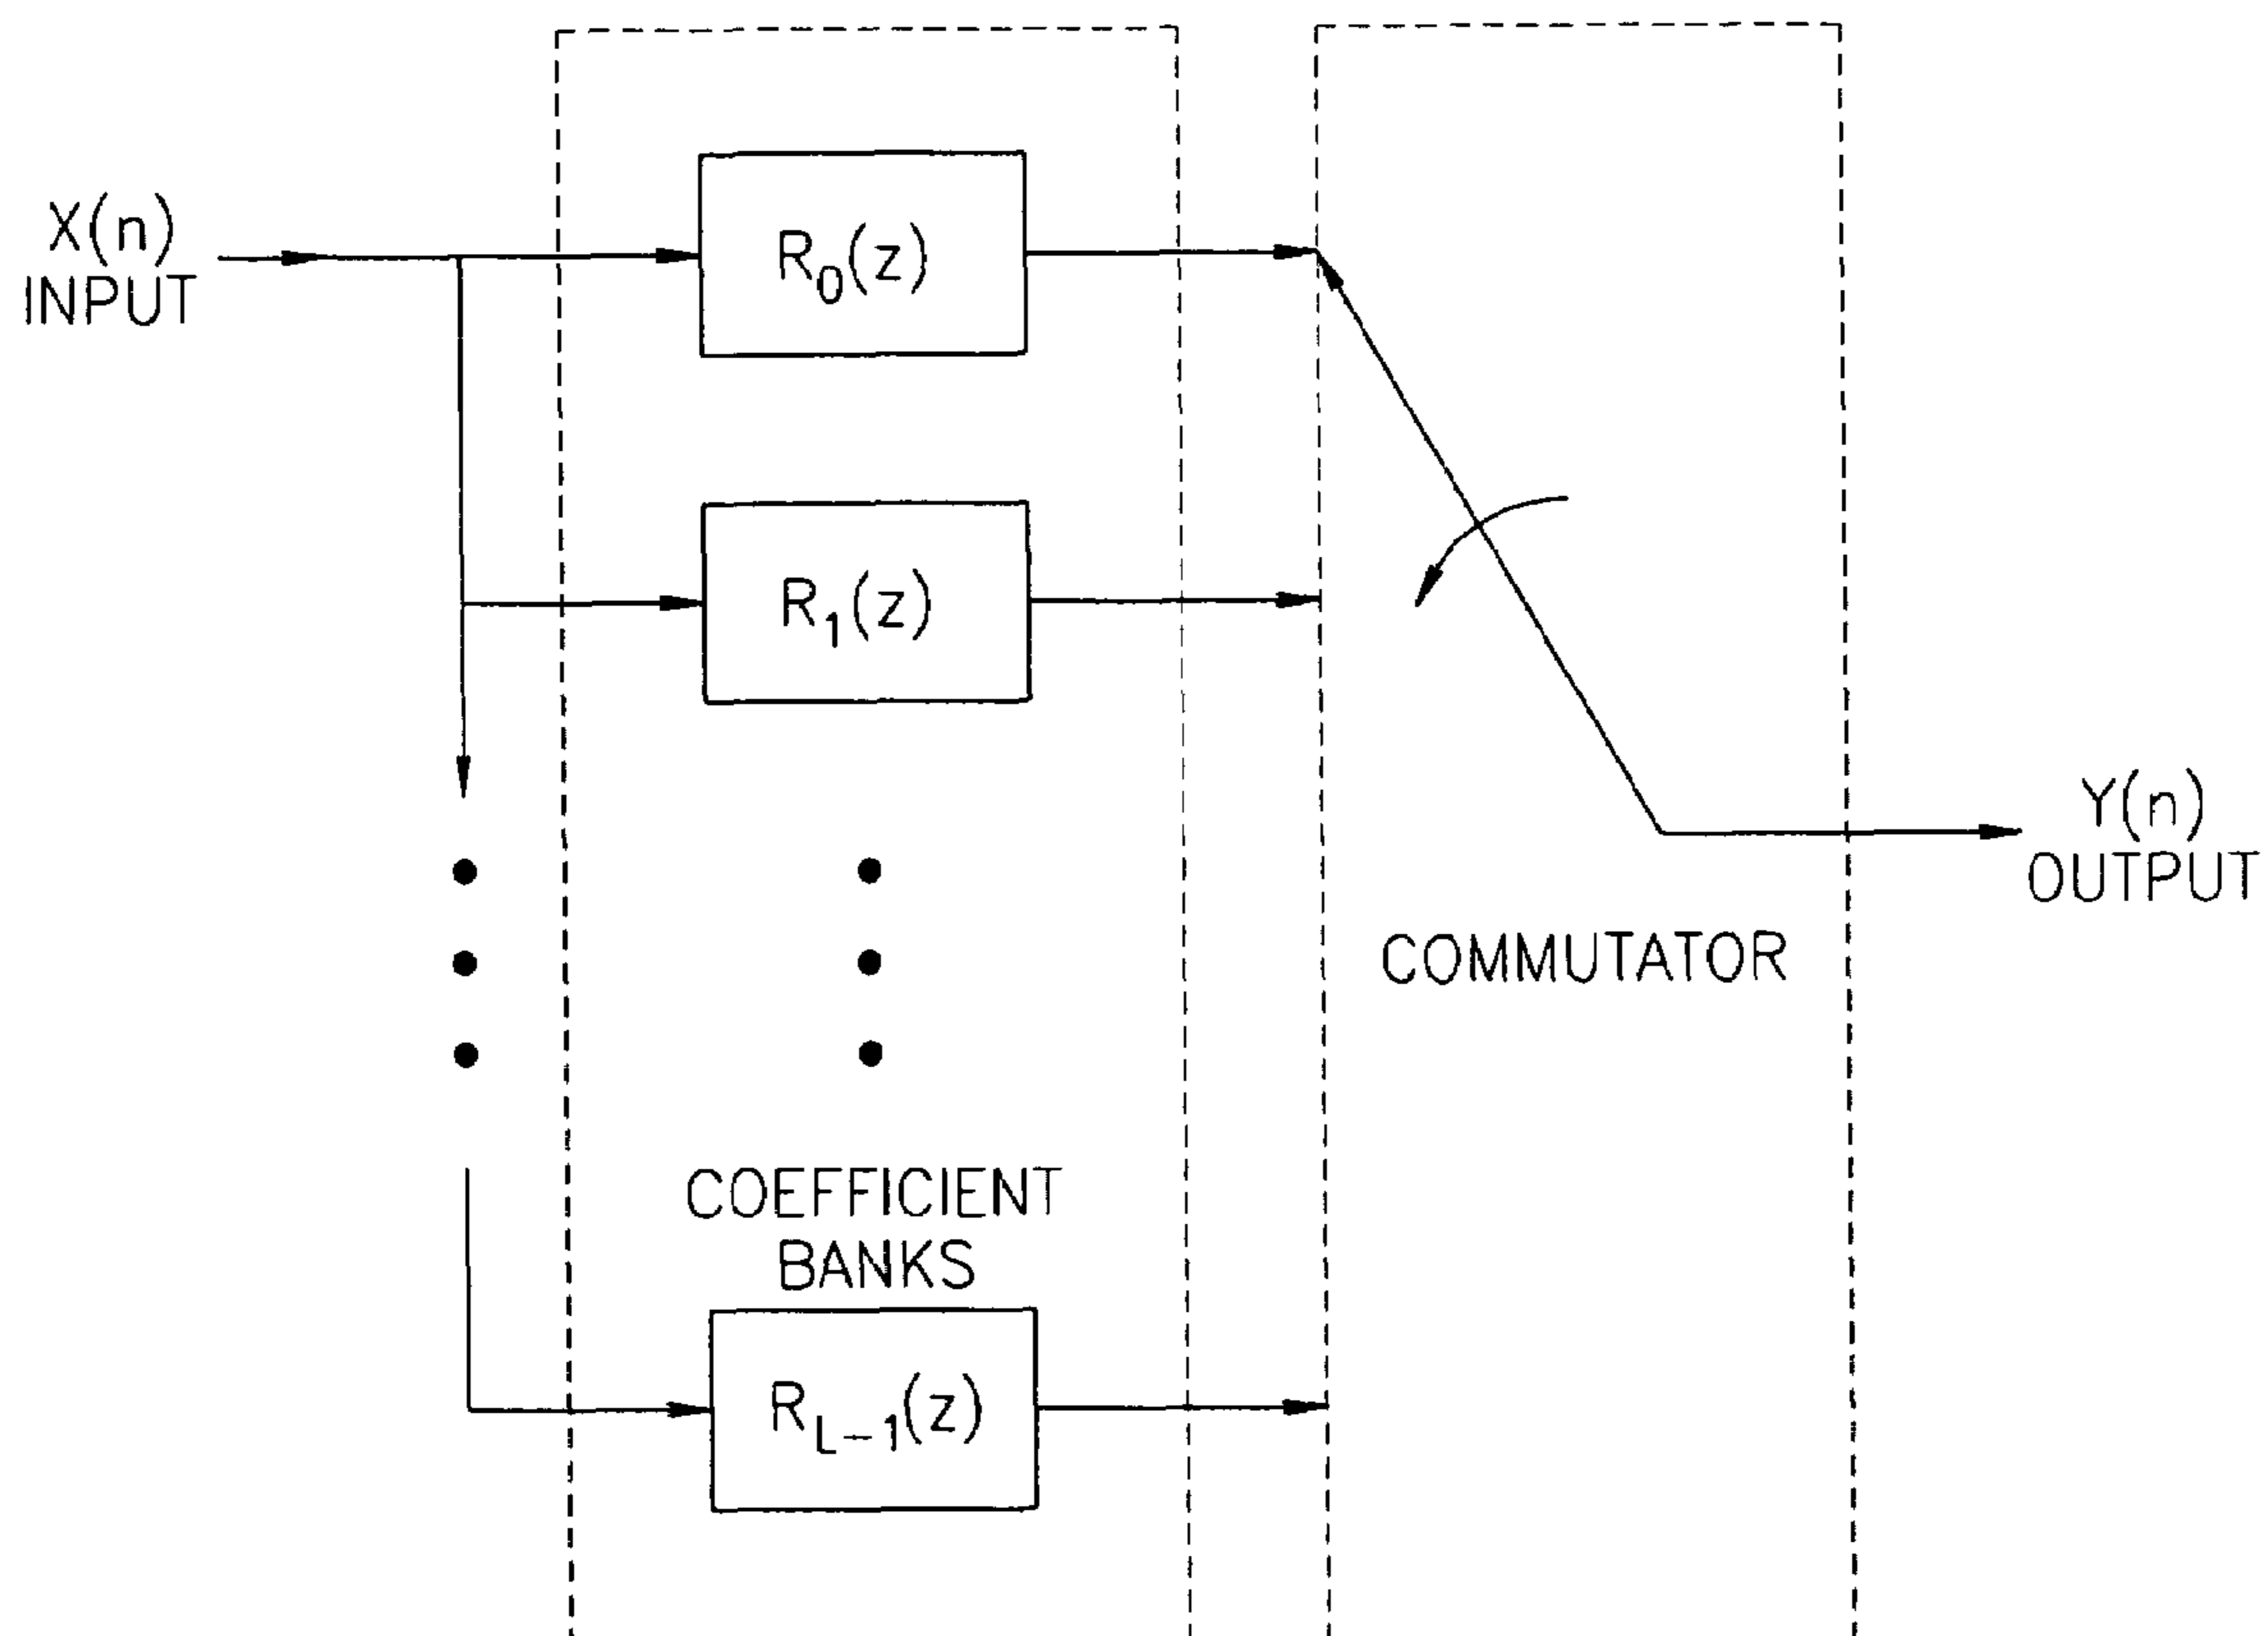 X(n)
INPUT
R0(z)
R1(z)
Y(n)
OUTPUT
COMMUTATOR
COEFFICIENT
BANKS
RL-1(z)